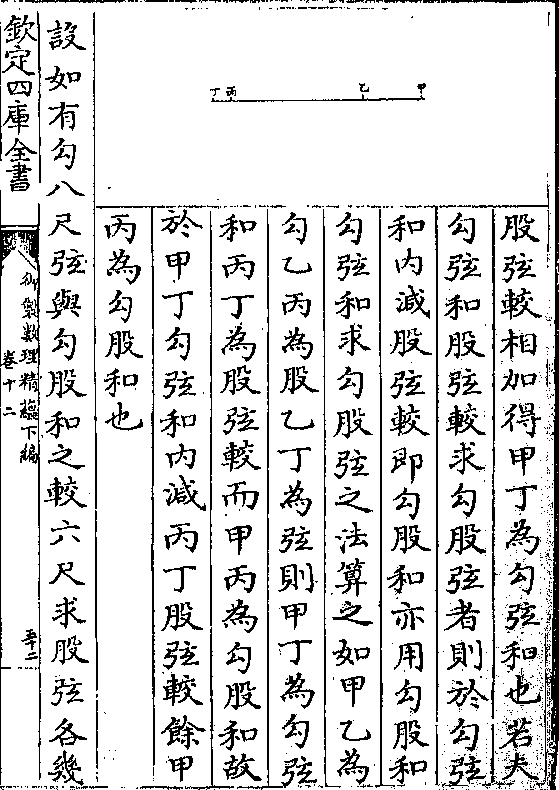 丁丙　乙　甲
股弦較相加得甲丁為勾弦和也若夫
勾弦和股弦較求勾股弦者則於勾弦
和内減股弦較即勾股和亦用勾股和
勾弦和求勾股弦之法算之如甲乙為
勾乙丙為股乙丁為弦則甲丁為勾弦
和丙丁為股弦較而甲丙為勾股和故
於甲丁勾弦和内減丙丁股弦較餘甲
丙為勾股和也
設如有勾八尺弦與勾股和之較六尺求股弦各幾
欽定四庫全書
御製數理精蘊下編
卷十二